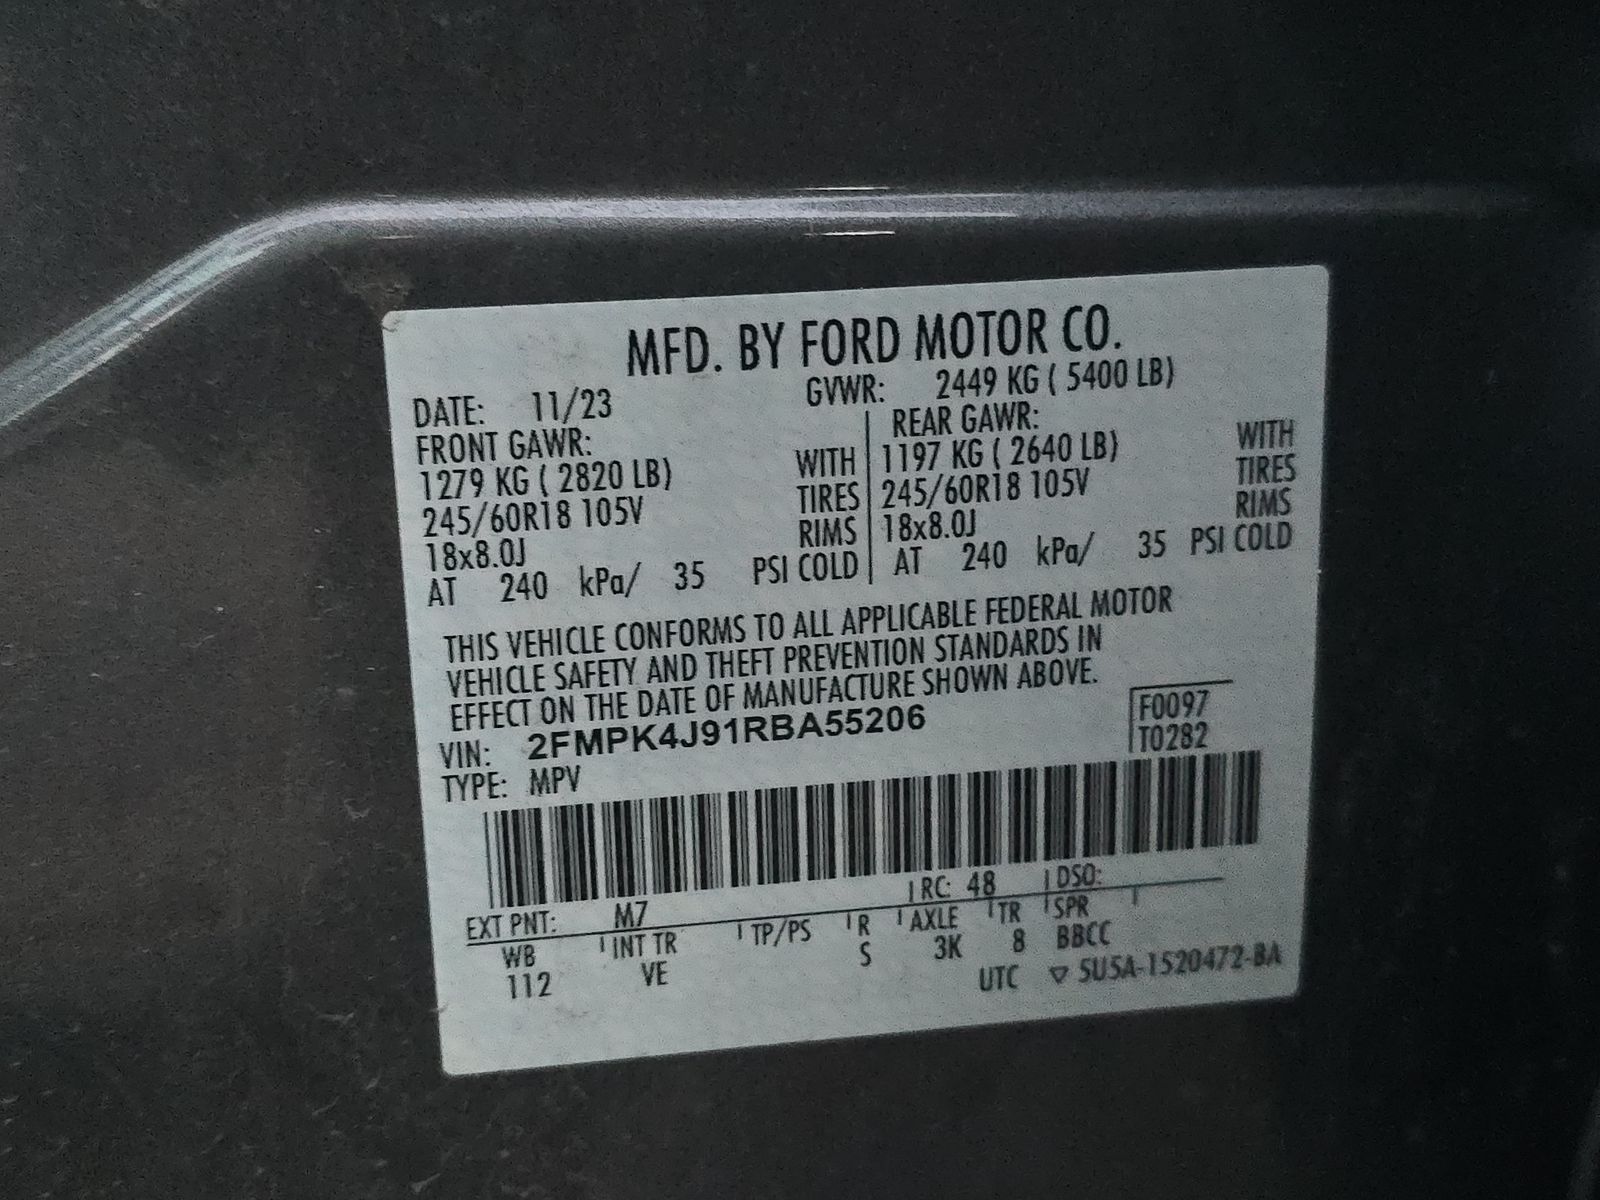 MFD. BY FORD MOTOR CO.
DATE: 11/23 GVWR: 2449 KG ( 5400 LB)
FRONT GAWR: REAR GAWR:
1279 KG ( 2820 LB) WITH 1197 KG ( 2640 LB) WITH
245/60R18 105V TIRES 245/60R18 105V TIRES
18x8.0J RIMS 18x8.0J RIMS
AT 240 kPa/ 35 PSI COLD AT 240 kPa/ 35 PSI COLD
THIS VEHICLE CONFORMS TO ALL APPLICABLE FEDERAL MOTOR
VEHICLE SAFETY AND THEFT PREVENTION STANDARDS IN
EFFECT ON THE DATE OF MANUFACTURE SHOWN ABOVE.
VIN: 2FMPK4J91RBA55206 F0097
TYPE: MPV T0282
EXT PNT: M7 RC: 48 DSO:
WB INT TR TP/PS R AXLE TR SPR
112 VE S 3K 8 BBCC
UTC ▽ 5U5A-1520472-BA